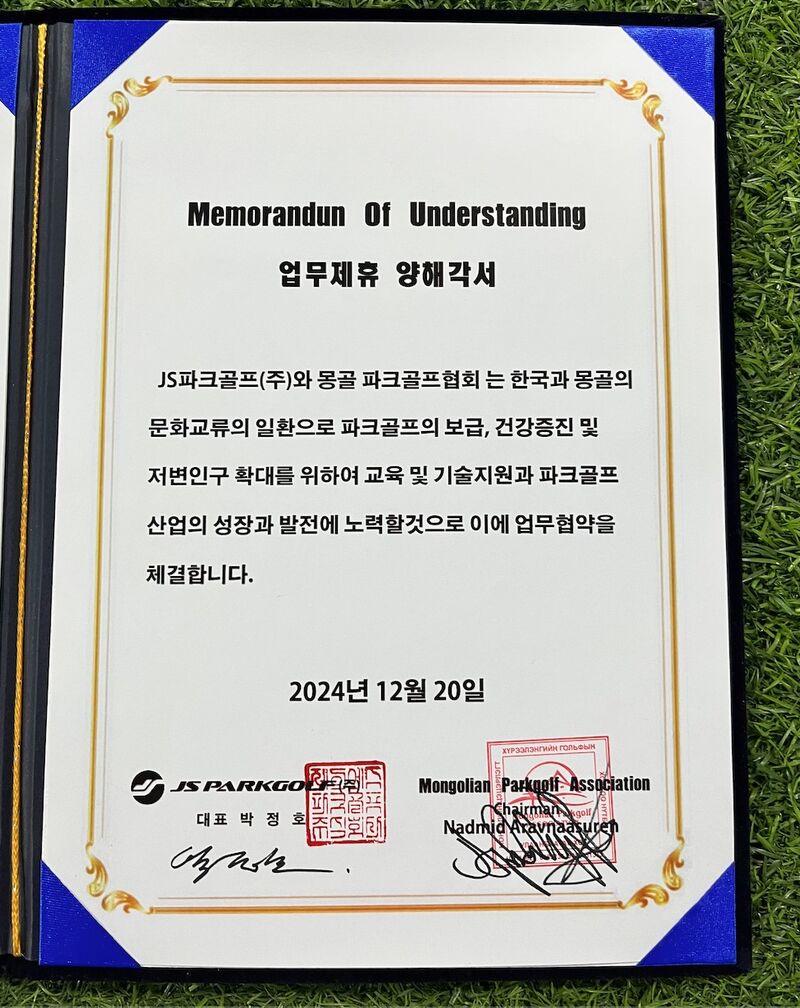 Memorandun Of Understanding
업무제휴 양해각서
JS파크골프(주)와 몽골 파크골프협회 는 한국과 몽골의
문화교류의 일환으로 파크골프의 보급, 건강증진 및
저변인구 확대를 위하여 교육 및 기술지원과 파크골프
산업의 성장과 발전에 노력할것으로 이에 업무협약을
체결합니다.
2024년 12월 20일
JS PARKGOLF (주)
대표 박 정 호
Mongolian Parkgolf Association
Chairman
Nadmid Aravnaasuren
ХҮРЭЭЛЭНГИЙН ГОЛЬФЫН